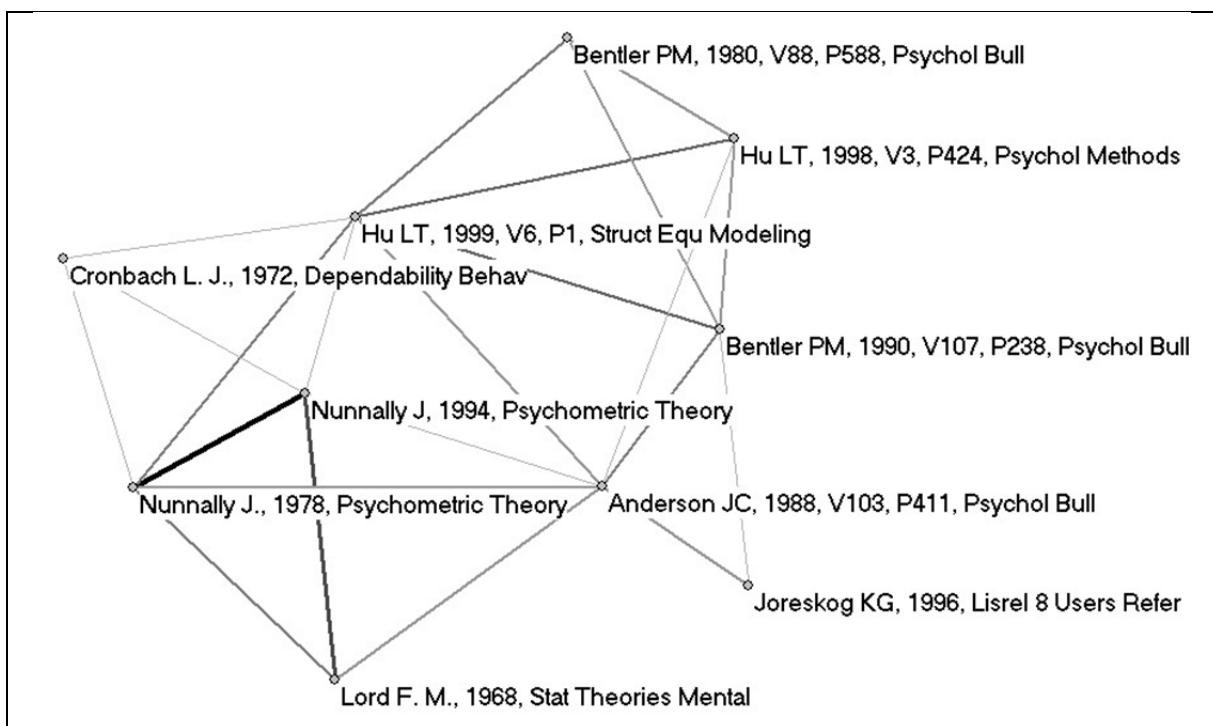 Bentler PM, 1980, V88, P588, Psychol Bull
Hu LT, 1998, V3, P424, Psychol Methods
Hu LT, 1999, V6, P1, Struct Equ Modeling
Cronbach L. J., 1972, Dependability Behav
Bentler PM, 1990, V107, P238, Psychol Bull
Nunnally J, 1994, Psychometric Theory
Nunnally J., 1978, Psychometric Theory
Anderson JC, 1988, V103, P411, Psychol Bull
Joreskog KG, 1996, Lisrel 8 Users Refer
Lord F. M., 1968, Stat Theories Mental